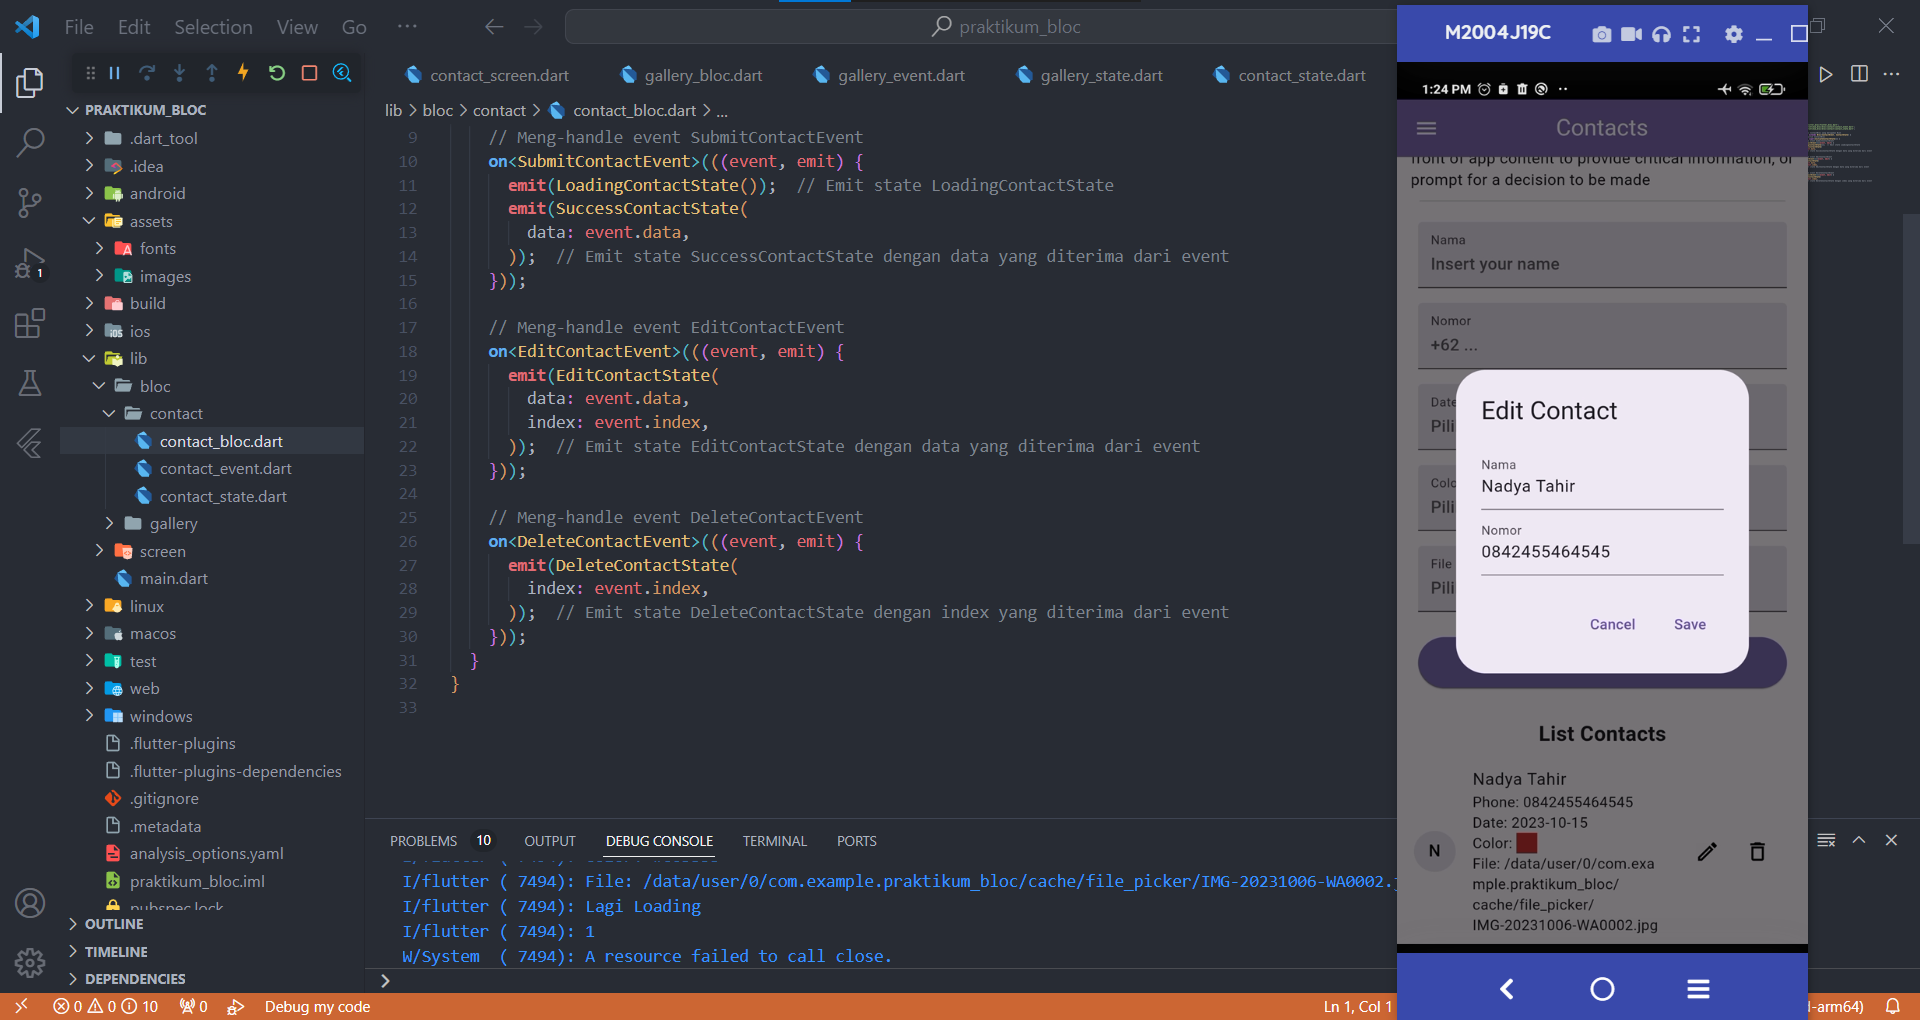 File Edit Selection View Go ···
praktikum_bloc
contact_screen.dart gallery_bloc.dart gallery_event.dart gallery_state.dart contact_state.dart
lib > bloc > contact > contact_bloc.dart > ...
PRAKTIKUM_BLOC
.dart_tool
.idea
android
assets
fonts
images
build
ios
lib
bloc
contact
contact_bloc.dart
contact_event.dart
contact_state.dart
gallery
screen
main.dart
linux
macos
test
web
windows
.flutter-plugins
.flutter-plugins-dependencies
.gitignore
.metadata
analysis_options.yaml
praktikum_bloc.iml
pubspec.lock
OUTLINE
TIMELINE
DEPENDENCIES
1
9 // Meng-handle event SubmitContactEvent
10 on<SubmitContactEvent>(((event, emit) {
11 emit(LoadingContactState()); // Emit state LoadingContactState
12 emit(SuccessContactState(
13 data: event.data,
14 )); // Emit state SuccessContactState dengan data yang diterima dari event
15 }));
16
17 // Meng-handle event EditContactEvent
18 on<EditContactEvent>(((event, emit) {
19 emit(EditContactState(
20 data: event.data,
21 index: event.index,
22 )); // Emit state EditContactState dengan data yang diterima dari event
23 }));
24
25 // Meng-handle event DeleteContactEvent
26 on<DeleteContactEvent>(((event, emit) {
27 emit(DeleteContactState(
28 index: event.index,
29 )); // Emit state DeleteContactState dengan index yang diterima dari event
30 }));
31 }
32 }
33
PROBLEMS 10 OUTPUT DEBUG CONSOLE TERMINAL PORTS
I/flutter ( 7494): File: /data/user/0/com.example.praktikum_bloc/cache/file_picker/IMG-20231006-WA0002.j
I/flutter ( 7494): Lagi Loading
I/flutter ( 7494): 1
W/System ( 7494): A resource failed to call close.
>
0 0 10 0 Debug my code
Ln 1, Col 1
d-arm64)
M2004J19C
1:24 PM
Contacts
front of app content to provide critical information, or
prompt for a decision to be made
Nama
Insert your name
Nomor
+62 ...
Date
Pili
Colo
Pili
File
Pili
Edit Contact
Nama
Nadya Tahir
Nomor
0842455464545
Cancel Save
List Contacts
N
Nadya Tahir
Phone: 0842455464545
Date: 2023-10-15
Color:
File: /data/user/0/com.exa
mple.praktikum_bloc/
cache/file_picker/
IMG-20231006-WA0002.jpg